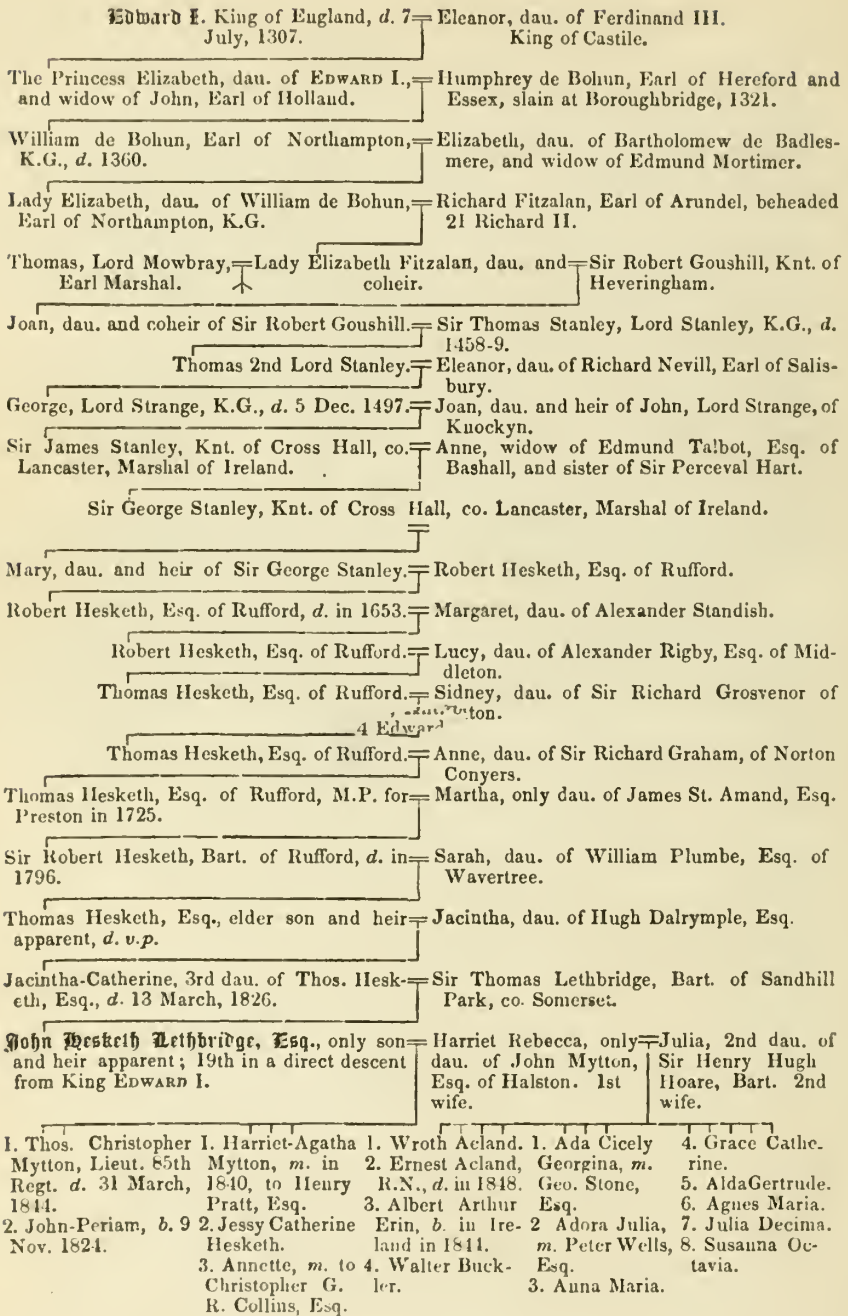 Edward I. King of England, d. 7 = Eleanor, dau. of Ferdinand III.
July, 1307. King of Castile.
The Princess Elizabeth, dau. of EDWARD I., = Humphrey de Bohun, Earl of Hereford and
and widow of John, Earl of Holland. Essex, slain at Boroughbridge, 1321.
William de Bohun, Earl of Northampton, = Elizabeth, dau. of Bartholomew de Badles-
K.G., d. 1360. mere, and widow of Edmund Mortimer.
Lady Elizabeth, dau. of William de Bohun, = Richard Fitzalan, Earl of Arundel, beheaded
Earl of Northampton, K.G. 21 Richard II.
Thomas, Lord Mowbray, = Lady Elizabeth Fitzalan, dau. and = Sir Robert Goushill, Knt. of
Earl Marshal. coheir. Heveringham.
Joan, dau. and coheir of Sir Robert Goushill. = Sir Thomas Stanley, Lord Stanley, K.G., d.
1458-9.
Thomas 2nd Lord Stanley. = Eleanor, dau. of Richard Nevill, Earl of Salis-
bury.
George, Lord Strange, K.G., d. 5 Dec. 1497. = Joan, dau. and heir of John, Lord Strange, of
Knockyn.
Sir James Stanley, Knt. of Cross Hall, co. = Anne, widow of Edmund Talbot, Esq. of
Lancaster, Marshal of Ireland. Bashall, and sister of Sir Perceval Hart.
Sir George Stanley, Knt. of Cross Hall, co. Lancaster, Marshal of Ireland.
=
Mary, dau. and heir of Sir George Stanley. = Robert Hesketh, Esq. of Rufford.
Robert Hesketh, Esq. of Rufford, d. in 1653. = Margaret, dau. of Alexander Standish.
Robert Hesketh, Esq. of Rufford. = Lucy, dau. of Alexander Rigby, Esq. of Mid-
dleton.
Thomas Hesketh, Esq. of Rufford. = Sidney, dau. of Sir Richard Grosvenor of
ton.
4 Edward
Thomas Hesketh, Esq. of Rufford. = Anne, dau. of Sir Richard Graham, of Norton
Conyers.
Thomas Hesketh, Esq. of Rufford, M.P. for = Martha, only dau. of James St. Amand, Esq.
Preston in 1725.
Sir Robert Hesketh, Bart. of Rufford, d. in = Sarah, dau. of William Plumbe, Esq. of
1796. Wavertree.
Thomas Hesketh, Esq., elder son and heir = Jacintha, dau. of Hugh Dalrymple, Esq.
apparent, d. v.p.
Jacintha-Catherine, 3rd dau. of Thos. Hesk- = Sir Thomas Lethbridge, Bart. of Sandhill
eth, Esq., d. 13 March, 1826. Park, co. Somerset.
John Hesketh Lethbridge, Esq., only son = Harriet Rebecca, only = Julia, 2nd dau. of
and heir apparent; 19th in a direct descent dau. of John Mytton, Sir Henry Hugh
from King EDWARD I. Esq. of Halston. 1st Hoare, Bart. 2nd
wife. wife.
1. Thos. Christopher 1. Harriet-Agatha 1. Wroth Acland. 1. Ada Cicely 4. Grace Cathe-
Mytton, Lieut. 85th Mytton, m. in 2. Ernest Acland, Georgina, m. rine.
Regt. d. 31 March, 1840, to Henry R.N., d. in 1848. Geo. Stone, 5. AldaGertrude.
1844. Pratt, Esq. 3. Albert Arthur Esq. 6. Agnes Maria.
2. John-Periam, b. 9 2. Jessy Catherine Erin, b. in Ire- 2 Adora Julia, 7. Julia Decima.
Nov. 1824. Hesketh. land in 1841. m. Peter Wells, 8. Susanna Oc-
3. Annette, m. to 4. Walter Buck- Esq. tavia.
Christopher G. ler. 3. Anna Maria.
R. Collins, Esq.